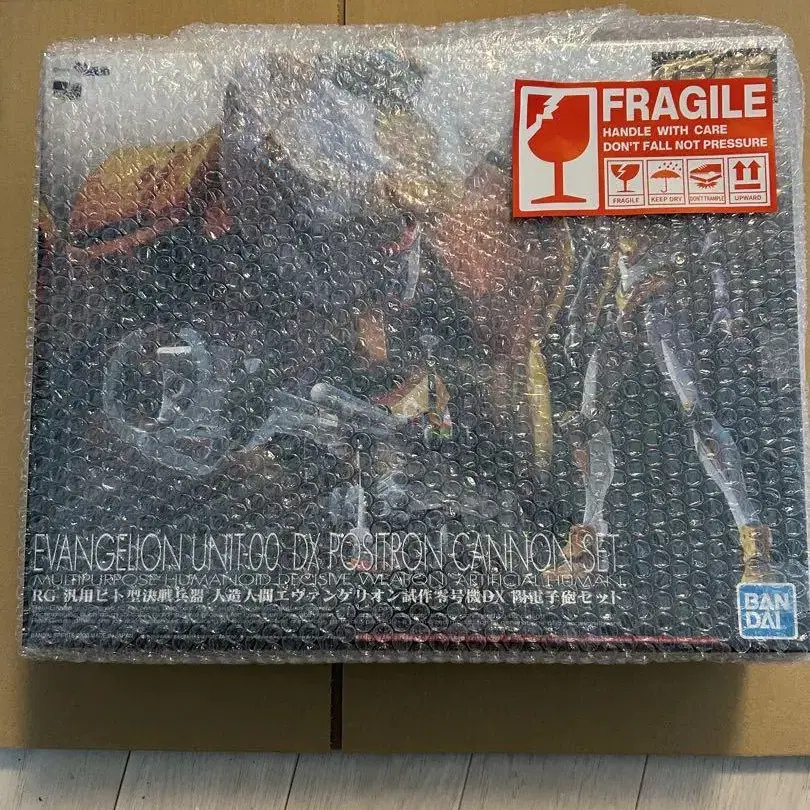 FRAGILE
HANDLE WITH CARE
DON'T FALL NOT PRESSURE
FRAGILE
KEEP DRY
DON'T TRAMPLE
UPWARD
EVANGELION UNIT-00 DX POSITRON CANNON SET
MULTIPURPOSE HUMANOID DECISIVE WEAPON, ARTIFICIAL HUMAN
RG 汎用ヒト型決戦兵器 人造人間エヴァンゲリオン試作零号機DX 陽電子砲セット
BAN
DAI